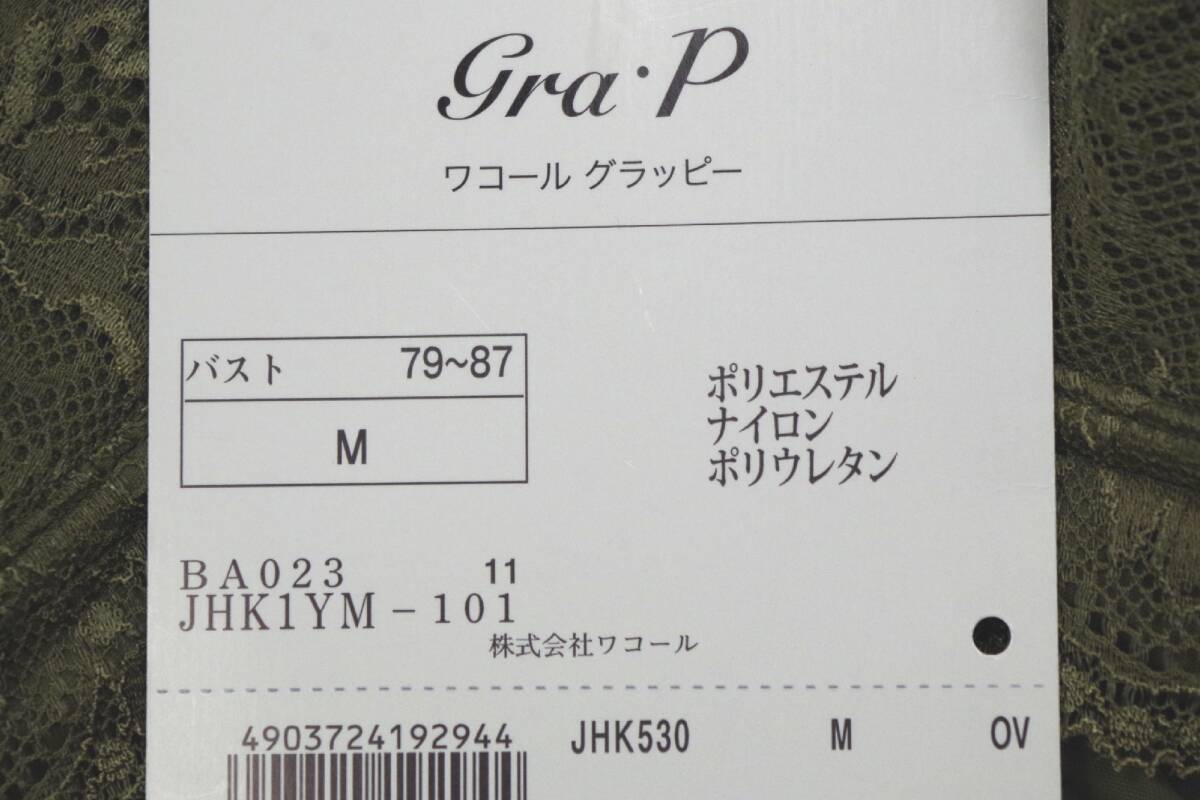 Gra・P
ワコール グラッピー
バスト 79~87
M
ポリエステル
ナイロン
ポリウレタン
BA023 11
JHK1YM-101
株式会社ワコール
4903724192944 JHK530 M OV